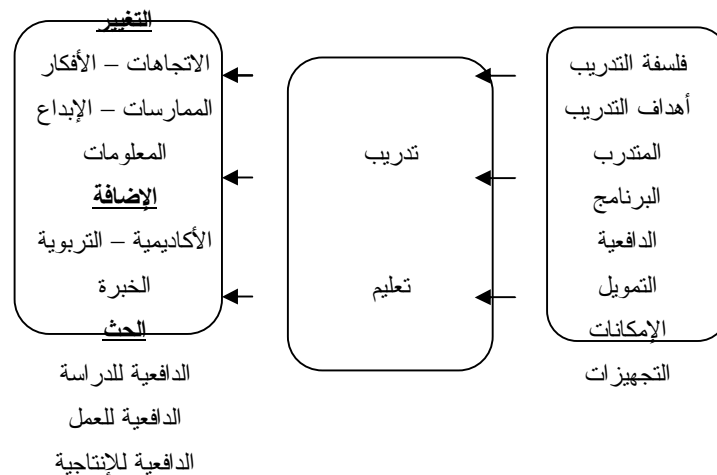 فلسفة التدريب
أهداف التدريب
المتدرب
البرنامج
الدافعية
التمويل
الإمكانات
التجهيزات
تدريب
تعليم
التغيير
الاتجاهات – الأفكار
الممارسات – الإبداع
المعلومات
الإضافة
الأكاديمية – التربوية
الخبرة
الحث
الدافعية للدراسة
الدافعية للعمل
الدافعية للإنتاجية